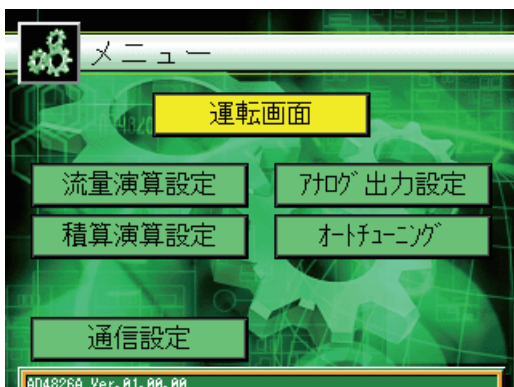 メニュー
運転画面
流量演算設定
ｱﾅﾛｸﾞ出力設定
積算演算設定
ｵｰﾄﾁｭｰﾆﾝｸﾞ
通信設定
AD4826A Ver.01.00.00